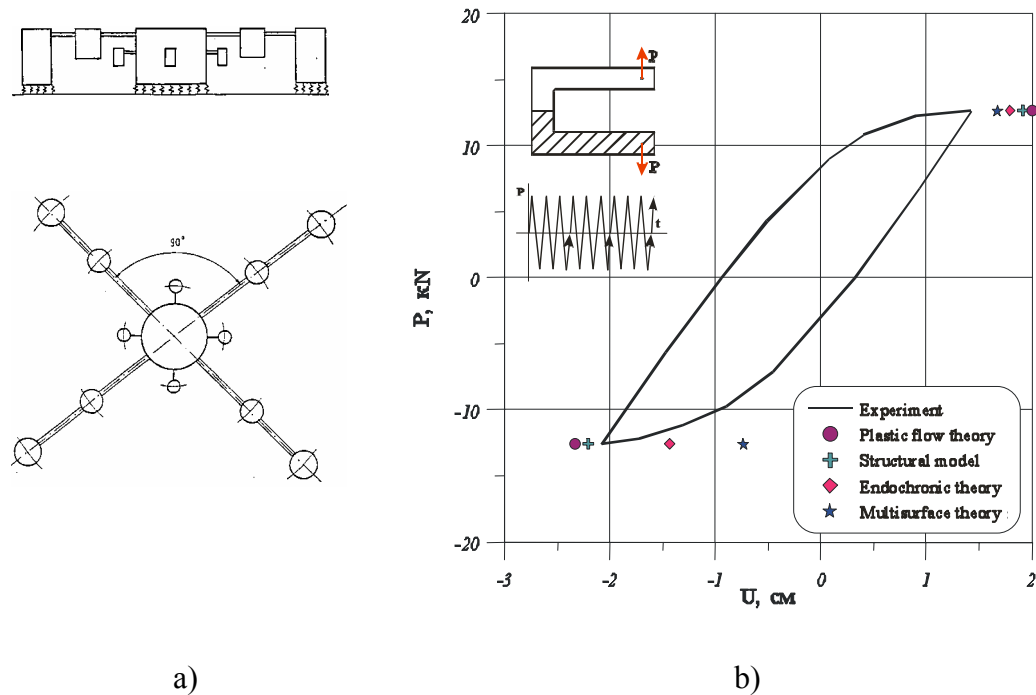 90°
20
10
0
-10
-20
P, кN
P
P
P
t
Experiment
Plastic flow theory
Structural model
Endochronic theory
Multisurface theory
-3
-2
-1
0
1
2
U, см
a)
b)